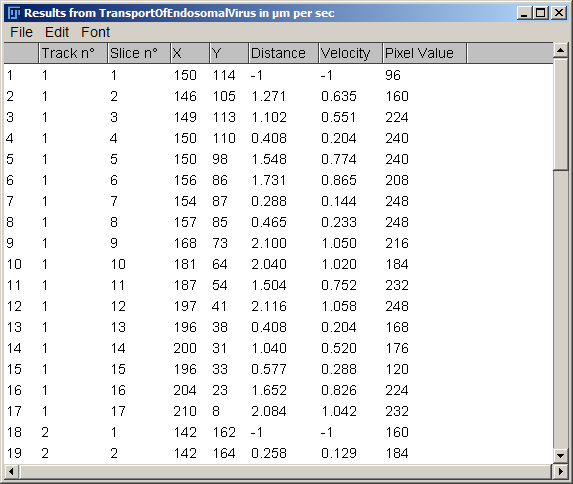 Results from TransportOfEndosomalVirus in µm per sec
File Edit Font
Track n° Slice n° X Y Distance Velocity Pixel Value
1 1 1 150 114 -1 -1 96
2 1 2 146 105 1.271 0.635 160
3 1 3 149 113 1.102 0.551 224
4 1 4 150 110 0.408 0.204 240
5 1 5 150 98 1.548 0.774 240
6 1 6 156 86 1.731 0.865 208
7 1 7 154 87 0.288 0.144 248
8 1 8 157 85 0.465 0.233 248
9 1 9 168 73 2.100 1.050 216
10 1 10 181 64 2.040 1.020 184
11 1 11 187 54 1.504 0.752 232
12 1 12 197 41 2.116 1.058 248
13 1 13 196 38 0.408 0.204 168
14 1 14 200 31 1.040 0.520 176
15 1 15 196 33 0.577 0.288 120
16 1 16 204 23 1.652 0.826 224
17 1 17 210 8 2.084 1.042 232
18 2 1 142 162 -1 -1 160
19 2 2 142 164 0.258 0.129 184